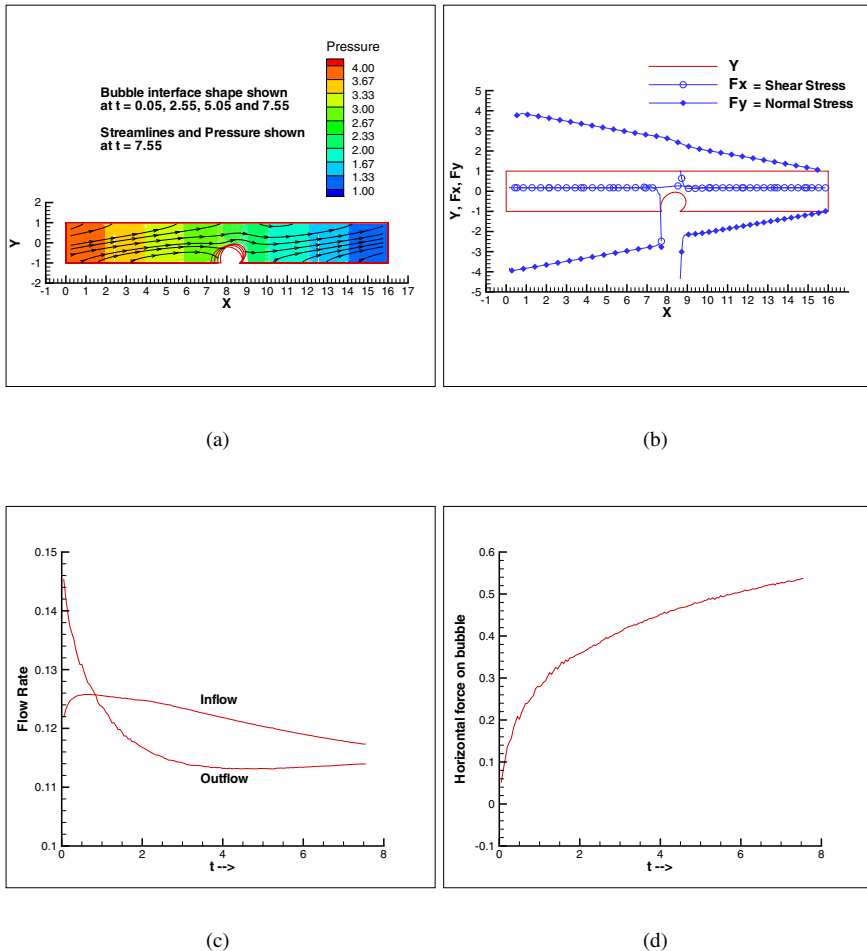 Pressure
4.00
3.67
3.33
3.00
2.67
2.33
2.00
1.67
1.33
1.00
Bubble interface shape shown
at t = 0.05, 2.55, 5.05 and 7.55
Streamlines and Pressure shown
at t = 7.55
Y
2
1
0
-1
-2
-1 0 1 2 3 4 5 6 7 8 9 10 11 12 13 14 15 16 17
X
(a)
Y
Fx = Shear Stress
Fy = Normal Stress
Y, Fx, Fy
5
4
3
2
1
0
-1
-2
-3
-4
-5
-1 0 1 2 3 4 5 6 7 8 9 10 11 12 13 14 15 16
X
(b)
Flow Rate
0.15
0.14
0.13
0.12
0.11
0.1
Inflow
Outflow
0 2 4 6 8
t -->
(c)
Horizontal force on bubble
0.6
0.5
0.4
0.3
0.2
0.1
0
-0.1
0 2 4 6 8
t -->
(d)